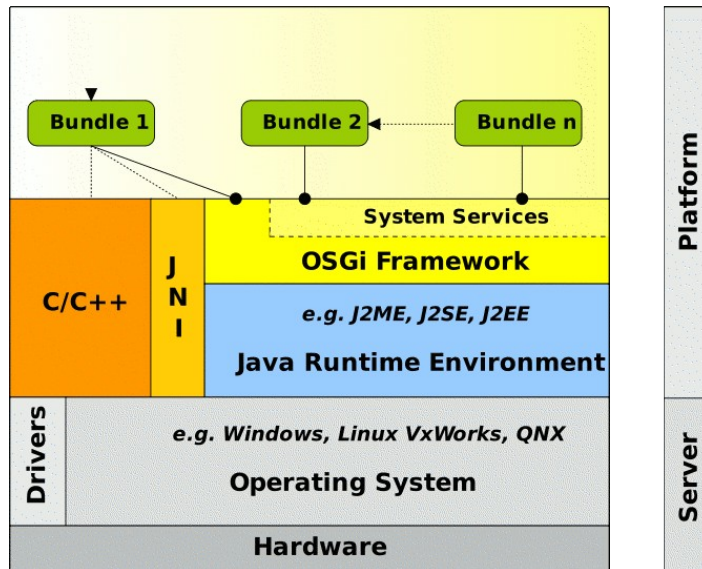 Bundle 1
Bundle 2
Bundle n
System Services
OSGi Framework
C/C++
J
N
I
e.g. J2ME, J2SE, J2EE
Java Runtime Environment
Drivers
e.g. Windows, Linux VxWorks, QNX
Operating System
Hardware
Platform
Server